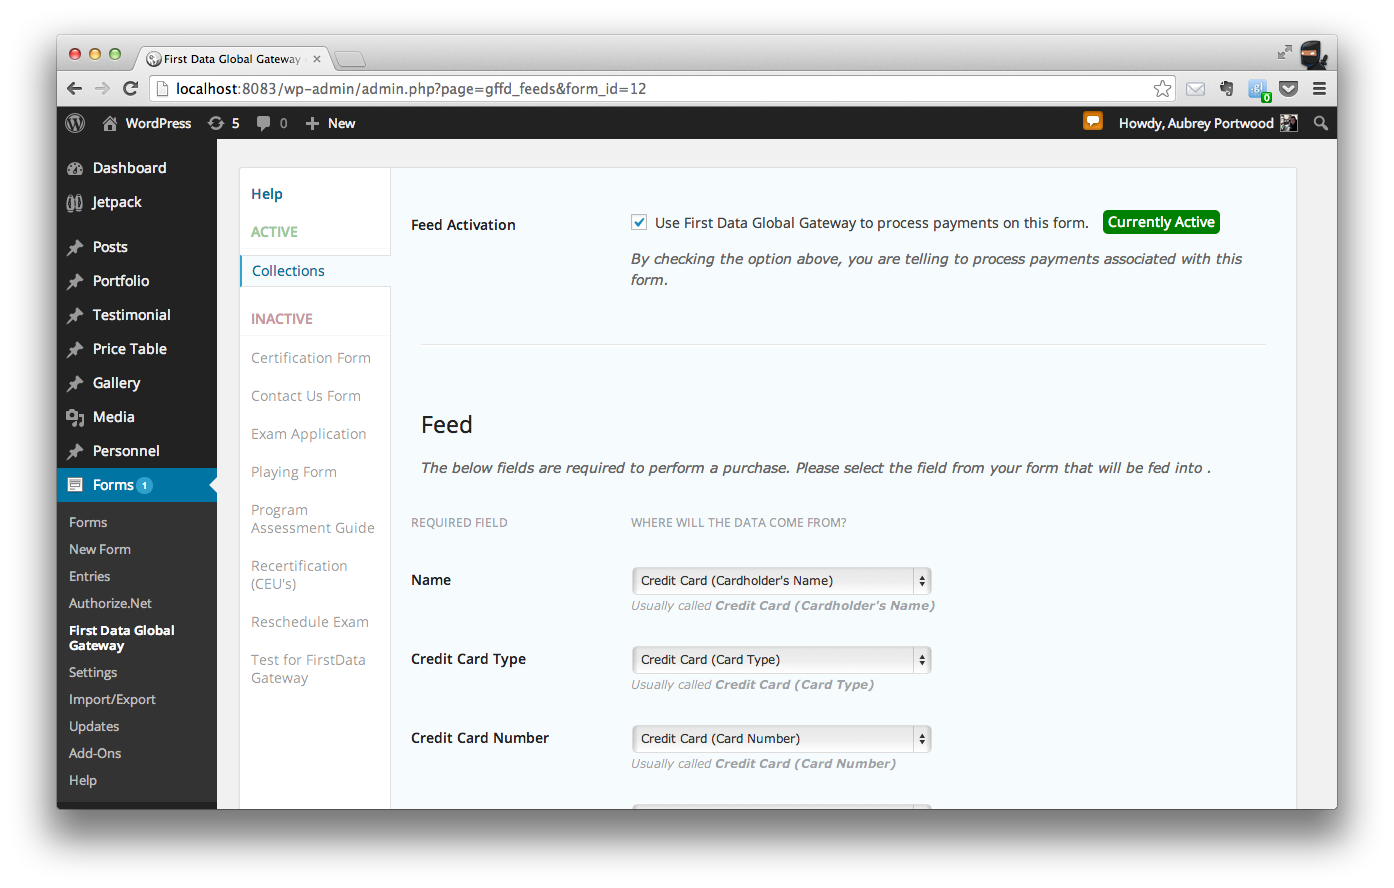 First Data Global Gateway
localhost:8083/wp-admin/admin.php?page=gffd_feeds&form_id=12
g!
0
WordPress 5 0 New
Howdy, Aubrey Portwood
Dashboard
Jetpack
Posts
Portfolio
Testimonial
Price Table
Gallery
Media
Personnel
Forms 1
Forms
New Form
Entries
Authorize.Net
First Data Global
Gateway
Settings
Import/Export
Updates
Add-Ons
Help
Help
ACTIVE
Collections
INACTIVE
Certification Form
Contact Us Form
Exam Application
Playing Form
Program
Assessment Guide
Recertification
(CEU's)
Reschedule Exam
Test for FirstData
Gateway
Feed Activation
Use First Data Global Gateway to process payments on this form. Currently Active
By checking the option above, you are telling to process payments associated with this
form.
Feed
The below fields are required to perform a purchase. Please select the field from your form that will be fed into .
REQUIRED FIELD WHERE WILL THE DATA COME FROM?
Name Credit Card (Cardholder's Name)
Usually called Credit Card (Cardholder's Name)
Credit Card Type Credit Card (Card Type)
Usually called Credit Card (Card Type)
Credit Card Number Credit Card (Card Number)
Usually called Credit Card (Card Number)